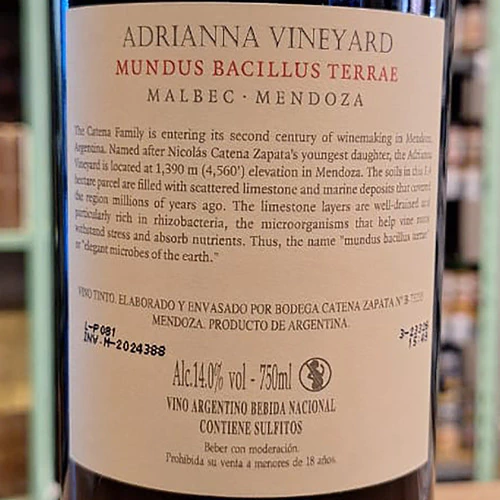 ADRIANNA VINEYARD
MUNDUS BACILLUS TERRAE
MALBEC · MENDOZA
The Catena Family is entering its second century of winemaking in Mendoza,
Argentina. Named after Nicolás Catena Zapata's youngest daughter, the Adrianna
Vineyard is located at 1,390 m (4,560') elevation in Mendoza. The soils in this
hectare parcel are filled with scattered limestone and marine deposits that covered
the region millions of years ago. The limestone layers are well-drained and
particularly rich in rhizobacteria, the microorganisms that help vine roots
withstand stress and absorb nutrients. Thus, the name "mundus bacillus terrae"
or "elegant microbes of the earth."
VINO TINTO. ELABORADO Y ENVASADO POR BODEGA CATENA ZAPATA Nº
MENDOZA. PRODUCTO DE ARGENTINA.
L-P081
INV.M-2024388
15:
Alc.14.0% vol - 750ml
VINO ARGENTINO BEBIDA NACIONAL
CONTIENE SULFITOS
Beber con moderación.
Prohibida su venta a menores de 18 años.